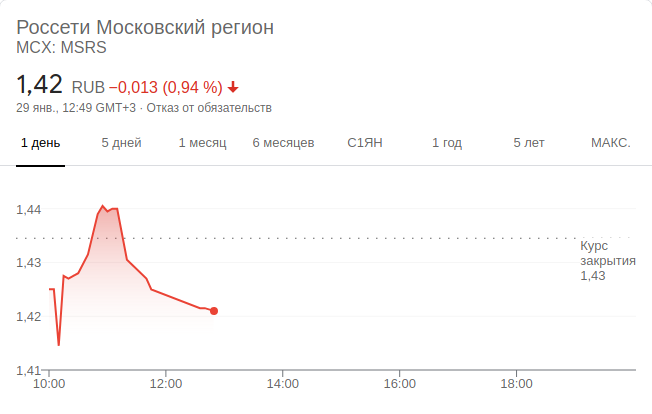 Россети Московский регион
MCX: MSRS
1,42 RUB −0,013 (0,94 %)
29 янв., 12:49 GMT+3 · Отказ от обязательств
1 день 5 дней 1 месяц 6 месяцев С1ЯН 1 год 5 лет МАКС.
1,44
Курс
закрытия
1,43
1,43
1,42
1,41
10:00 12:00 14:00 16:00 18:00